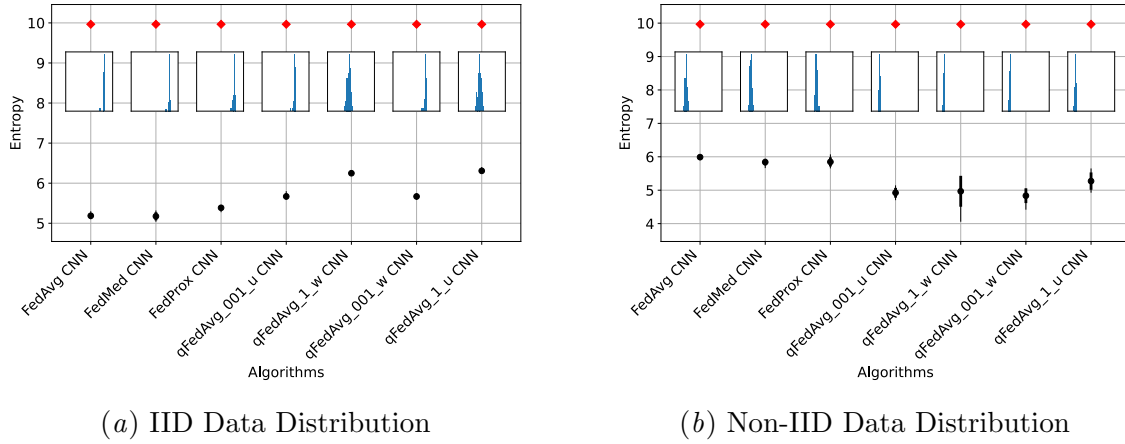 10
9
8
7
6
5
Entropy
FedAvg CNN
FedMed CNN
FedProx CNN
qFedAvg_001_u CNN
qFedAvg_1_w CNN
qFedAvg_001_w CNN
qFedAvg_1_u CNN
Algorithms
(a) IID Data Distribution
10
9
8
7
6
5
4
Entropy
FedAvg CNN
FedMed CNN
FedProx CNN
qFedAvg_001_u CNN
qFedAvg_1_w CNN
qFedAvg_001_w CNN
qFedAvg_1_u CNN
Algorithms
(b) Non-IID Data Distribution